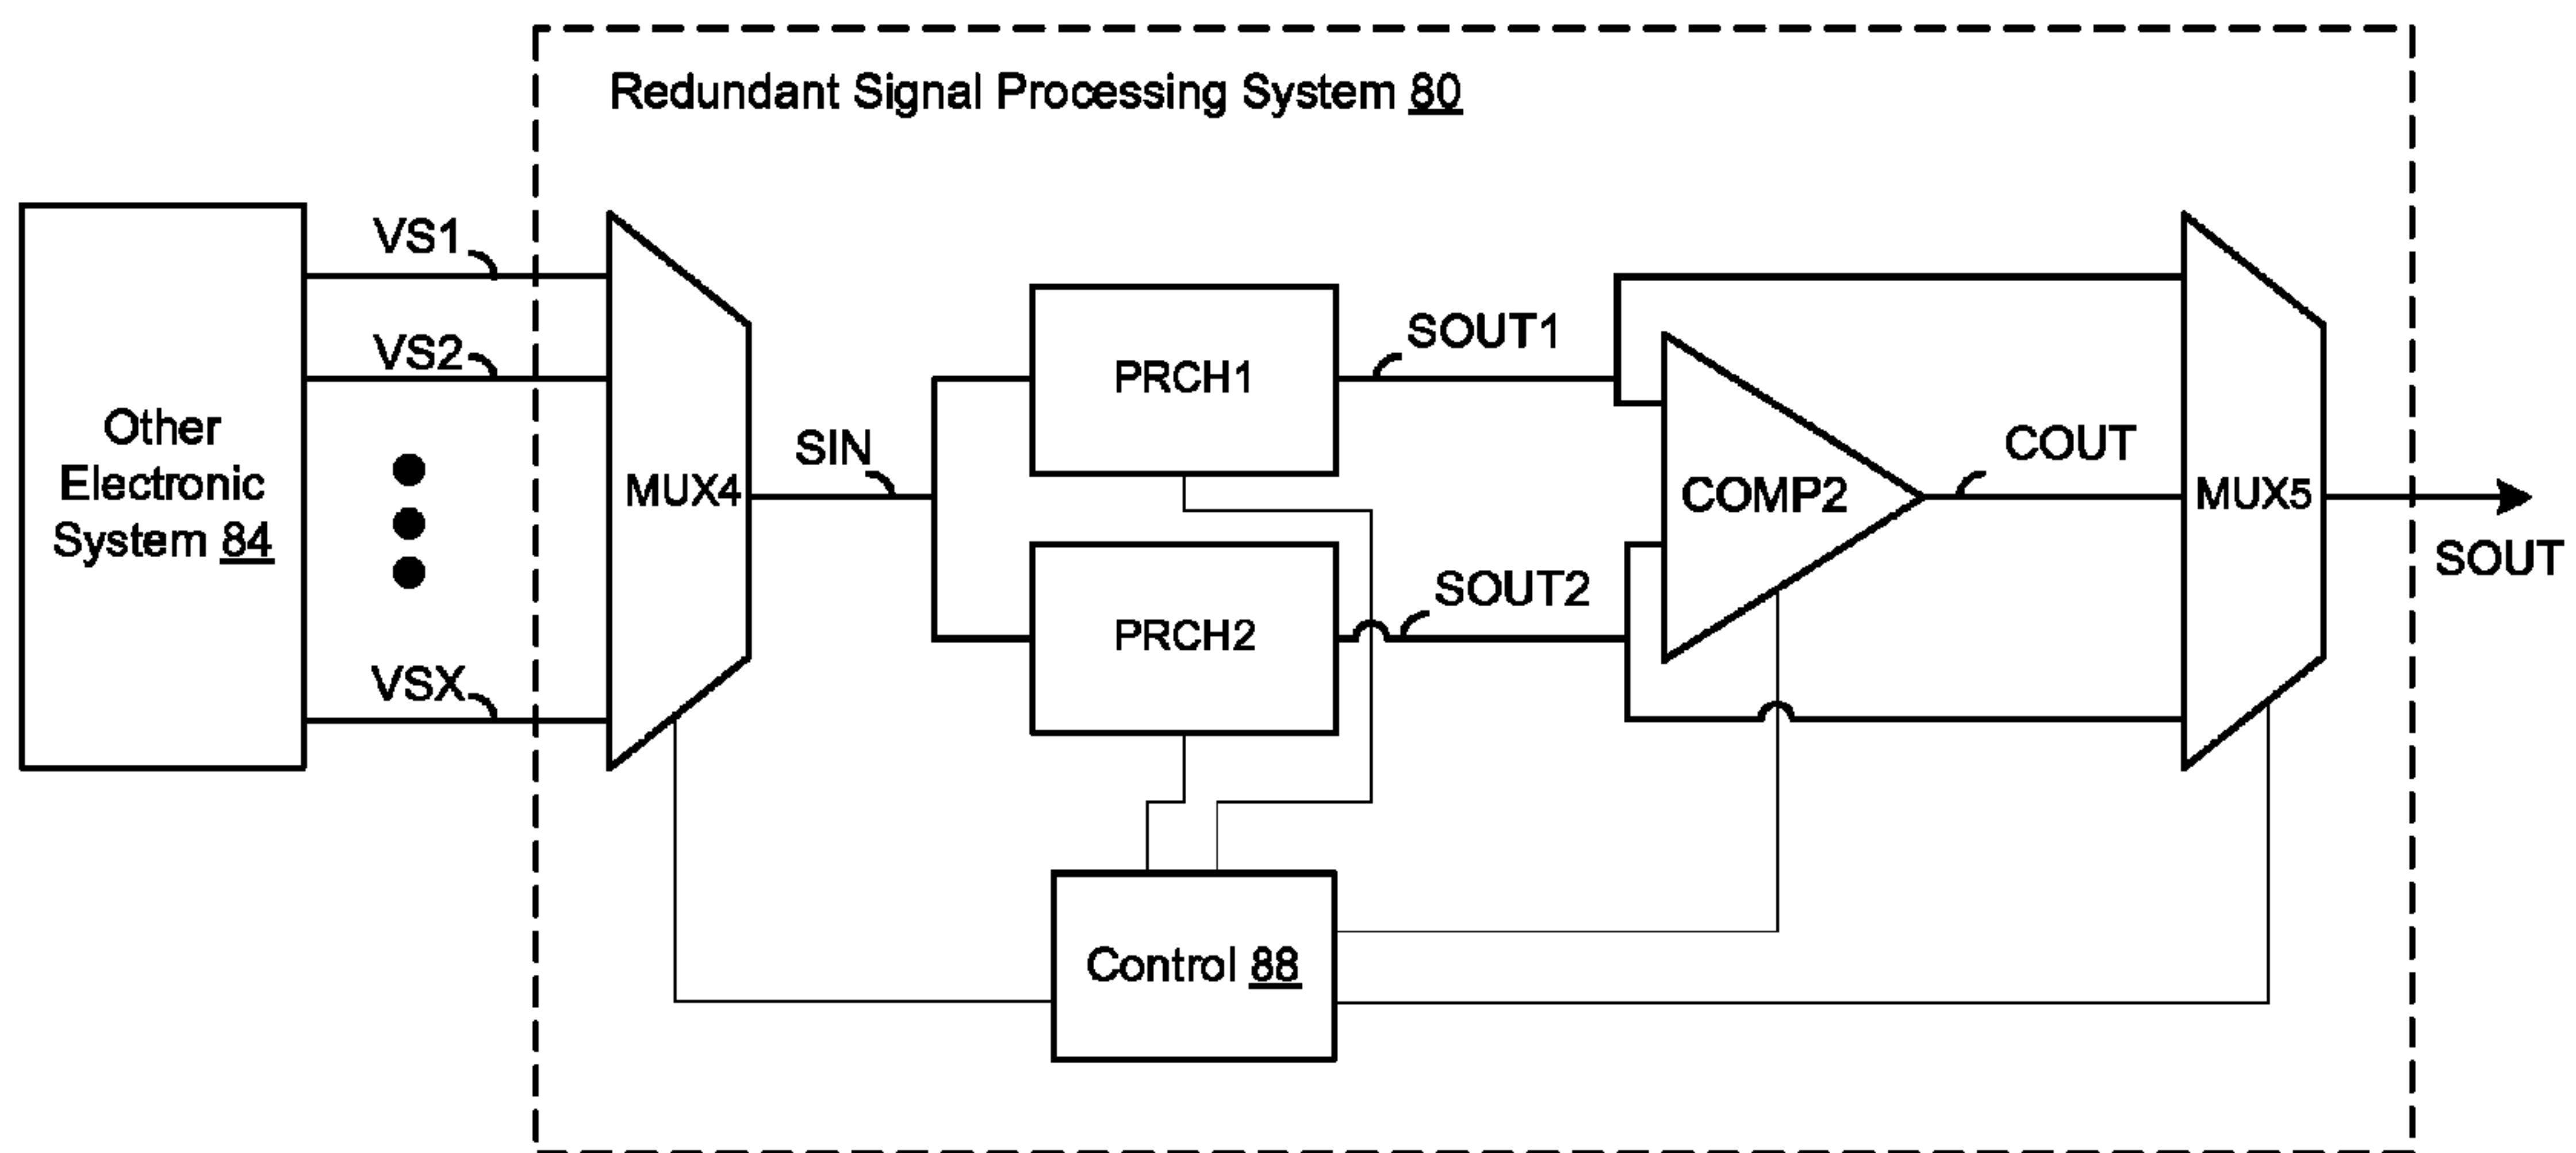 Redundant Signal Processing System 80
VS1
VS2
VSX
Other
Electronic
System 84
MUX4
SIN
PRCH1
PRCH2
SOUT1
SOUT2
COMP2
COUT
MUX5
SOUT
Control 88